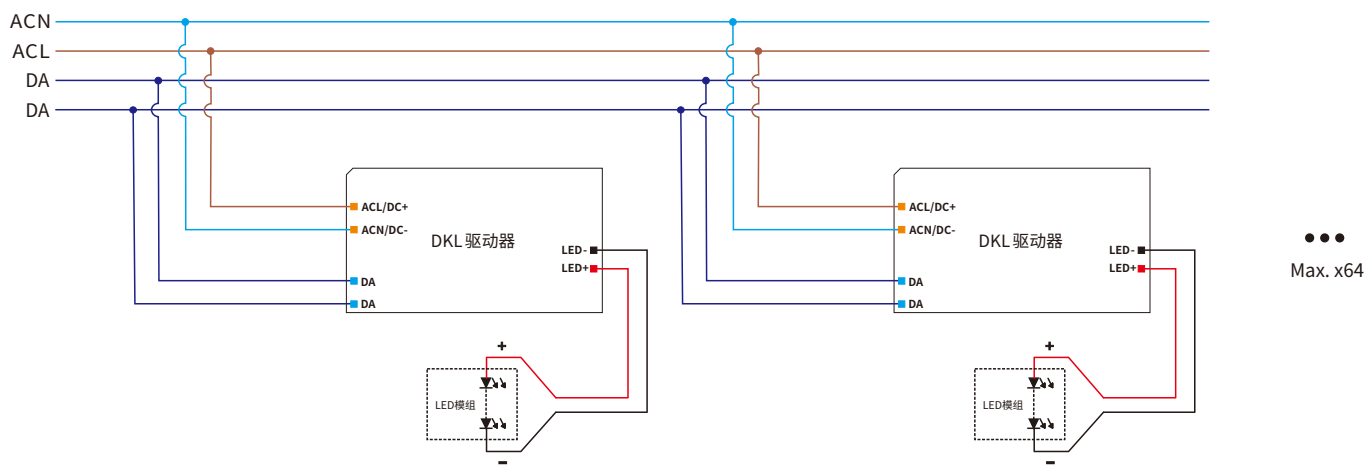 ACN
ACL
DA
DA
ACL/DC+
ACN/DC-
DKL 驱动器
LED-
LED+
DA
DA
ACL/DC+
ACN/DC-
DKL 驱动器
LED-
LED+
DA
DA
Max. x64
+
LED模组
-
+
LED模组
-